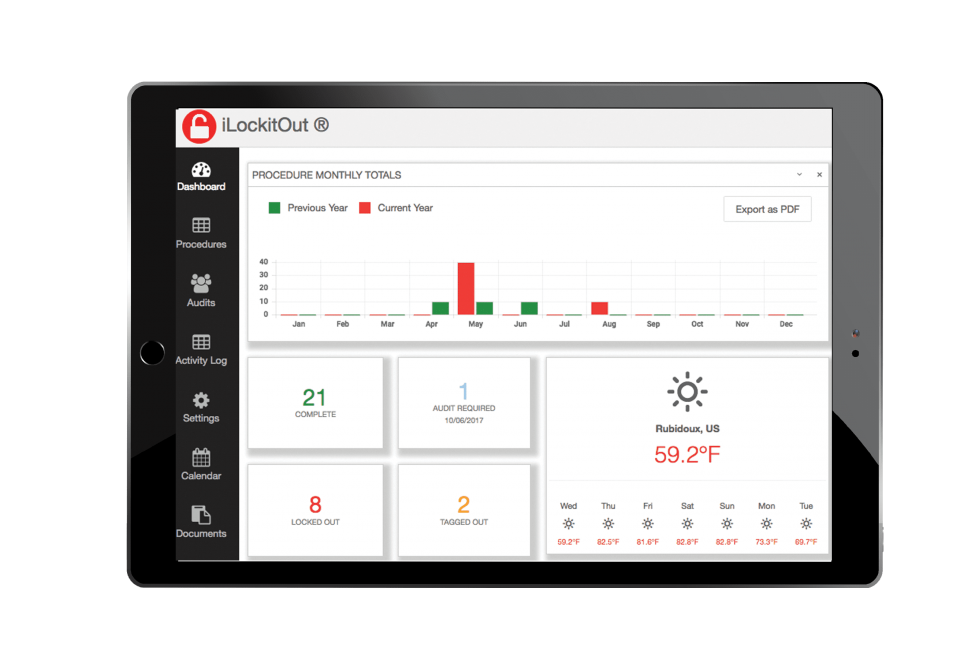 iLockitOut ®
Dashboard
Procedures
Audits
Activity Log
Settings
Calendar
Documents
PROCEDURE MONTHLY TOTALS
Previous Year Current Year
Export as PDF
40
30
20
10
0
Jan Feb Mar Apr May Jun Jul Aug Sep Oct Nov Dec
21
COMPLETE
1
AUDIT REQUIRED
10/06/2017
8
LOCKED OUT
2
TAGGED OUT
Rubidoux, US
59.2°F
Wed Thu Fri Sat Sun Mon Tue
59.2°F 82.5°F 81.6°F 82.8°F 82.8°F 73.3°F 69.7°F